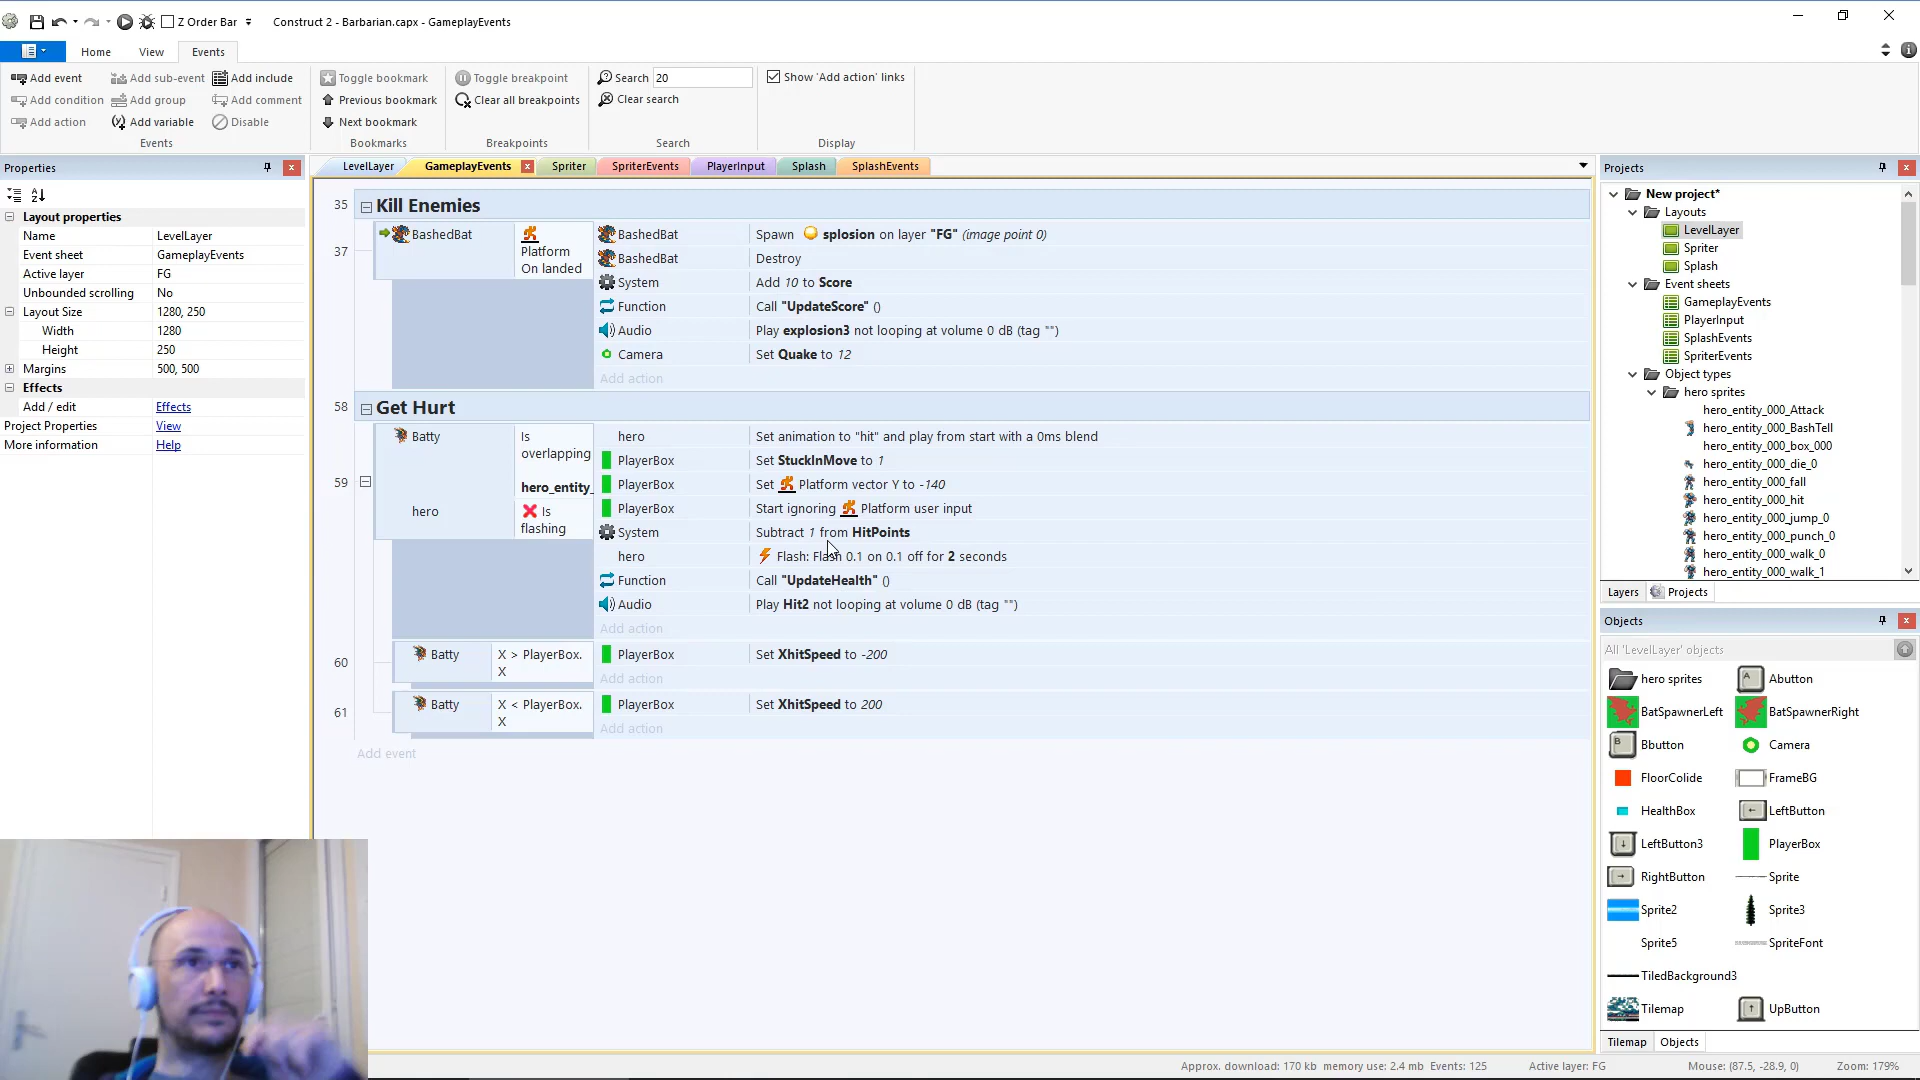 Z Order Bar
Construct 2 - Barbarian.capx - GameplayEvents
Home View Events
Add event Add sub-event Add include
Add condition Add group Add comment
Add action Add variable Disable
Events
Toggle bookmark
Previous bookmark
Next bookmark
Bookmarks
Toggle breakpoint
Clear all breakpoints
Breakpoints
Search 20
Clear search
Search
Show 'Add action' links
Display
Properties
Layout properties
Name LevelLayer
Event sheet GameplayEvents
Active layer FG
Unbounded scrolling No
Layout Size 1280, 250
Width 1280
Height 250
Margins 500, 500
Effects
Add / edit Effects
Project Properties View
More information Help
LevelLayer GameplayEvents Spriter SpriterEvents PlayerInput Splash SplashEvents
35 Kill Enemies
37 BashedBat Platform On landed
BashedBat Spawn splosion on layer "FG" (image point 0)
BashedBat Destroy
System Add 10 to Score
Function Call "UpdateScore" ()
Audio Play explosion3 not looping at volume 0 dB (tag "")
Camera Set Quake to 12
Add action
58 Get Hurt
59 Batty Is overlapping hero_entity_
hero Is flashing
hero Set animation to "hit" and play from start with a 0ms blend
PlayerBox Set StuckInMove to 1
PlayerBox Set Platform vector Y to -140
PlayerBox Start ignoring Platform user input
System Subtract 1 from HitPoints
hero Flash: Flash 0.1 on 0.1 off for 2 seconds
Function Call "UpdateHealth" ()
Audio Play Hit2 not looping at volume 0 dB (tag "")
Add action
60 Batty X > PlayerBox. X
PlayerBox Set XhitSpeed to -200
Add action
61 Batty X < PlayerBox. X
PlayerBox Set XhitSpeed to 200
Add action
Add event
Projects
New project*
Layouts
LevelLayer
Spriter
Splash
Event sheets
GameplayEvents
PlayerInput
SplashEvents
SpriterEvents
Object types
hero sprites
hero_entity_000_Attack
hero_entity_000_BashTell
hero_entity_000_box_000
hero_entity_000_die_0
hero_entity_000_fall
hero_entity_000_hit
hero_entity_000_jump_0
hero_entity_000_punch_0
hero_entity_000_walk_0
hero_entity_000_walk_1
Layers Projects
Objects
All 'LevelLayer' objects
hero sprites Abutton
BatSpawnerLeft BatSpawnerRight
Bbutton Camera
FloorColide FrameBG
HealthBox LeftButton
LeftButton3 PlayerBox
RightButton Sprite
Sprite2 Sprite3
Sprite5 SpriteFont
TiledBackground3
Tilemap UpButton
Tilemap Objects
Approx. download: 170 kb memory use: 2.4 mb Events: 125 Active layer: FG Mouse: (87.5, -28.9, 0) Zoom: 179%